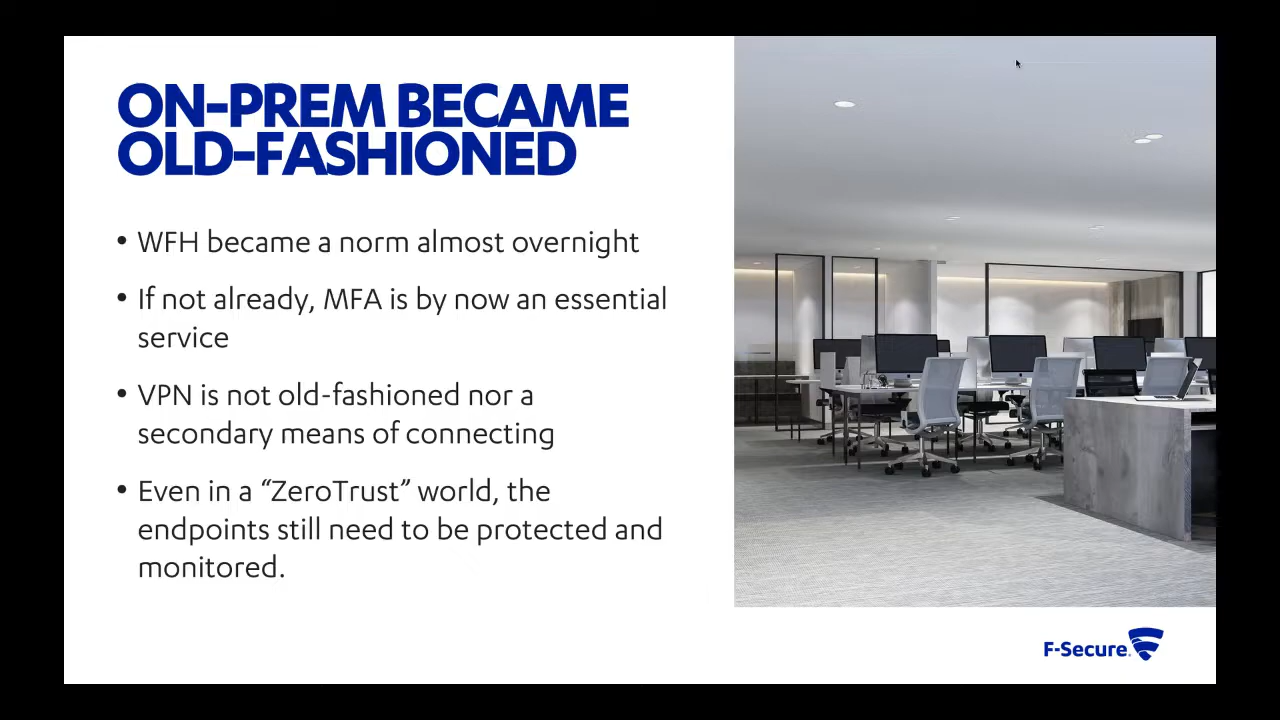 ON-PREM BECAME
OLD-FASHIONED
• WFH became a norm almost overnight
• If not already, MFA is by now an essential
service
• VPN is not old-fashioned nor a
secondary means of connecting
• Even in a “ZeroTrust” world, the
endpoints still need to be protected and
monitored.
F-Secure